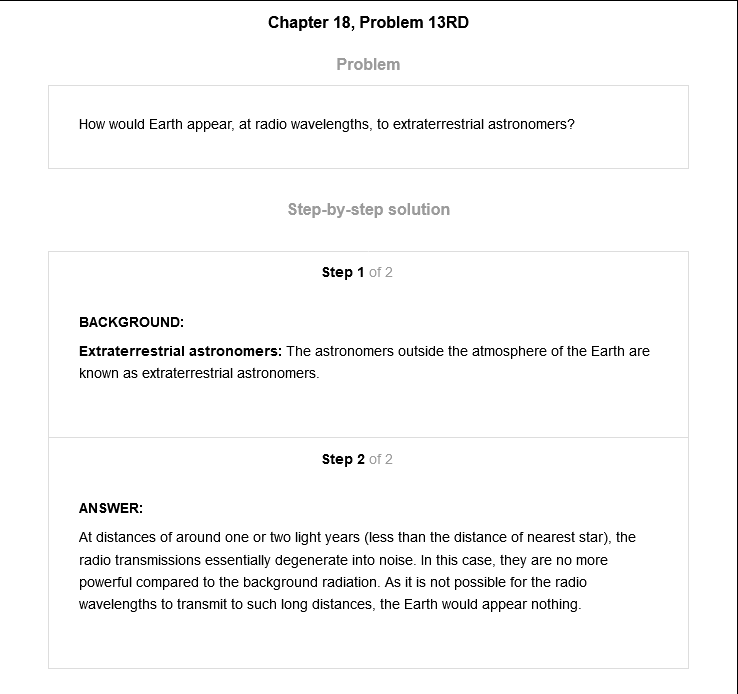 Chapter 18, Problem 13RD
Problem
How would Earth appear, at radio wavelengths, to extraterrestrial astronomers?
Step-by-step solution
Step 1 of 2
BACKGROUND:
Extraterrestrial astronomers: The astronomers outside the atmosphere of the Earth are
known as extraterrestrial astronomers.
Step 2 of 2
ANSWER:
At distances of around one or two light years (less than the distance of nearest star), the
radio transmissions essentially degenerate into noise. In this case, they are no more
powerful compared to the background radiation. As it is not possible for the radio
wavelengths to transmit to such long distances, the Earth would appear nothing.